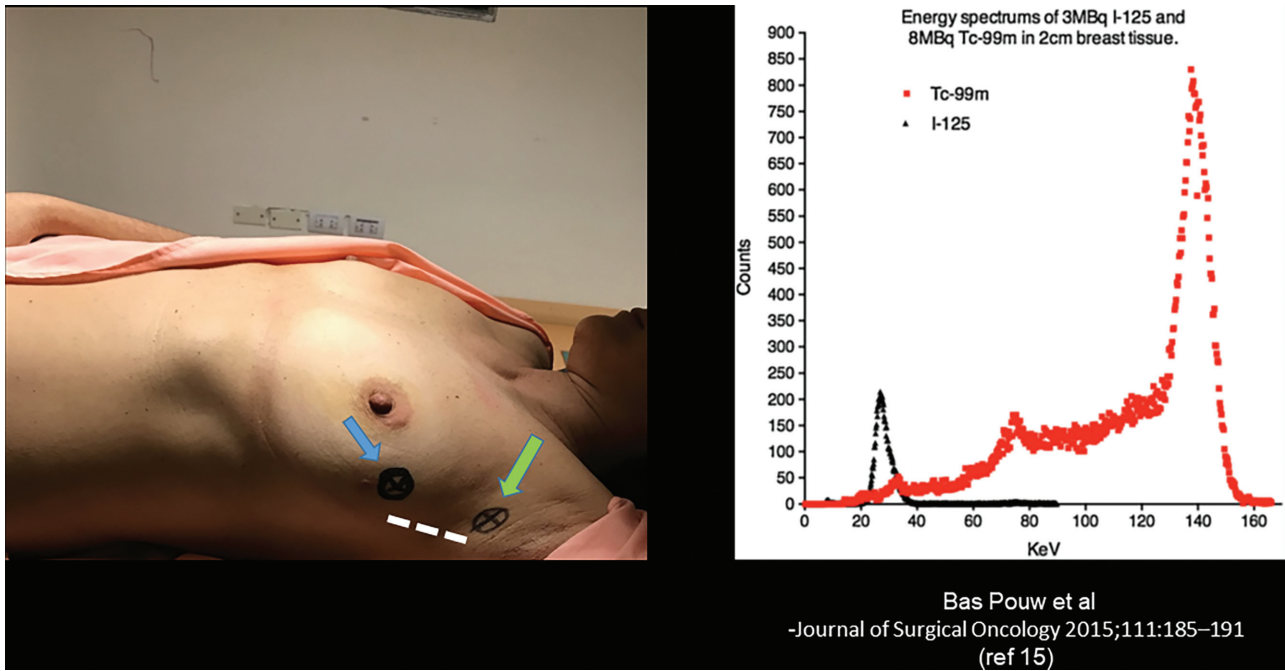 Energy spectrums of 3MBq I-125 and
8MBq Tc-99m in 2cm breast tissue.
900
850
800
750
700
650
600
550
500
450
400
350
300
250
200
150
100
50
0
Counts
Tc-99m
I-125
0 20 40 60 80 100 120 140 160
KeV
Bas Pouw et al
-Journal of Surgical Oncology 2015;111:185–191
(ref 15)